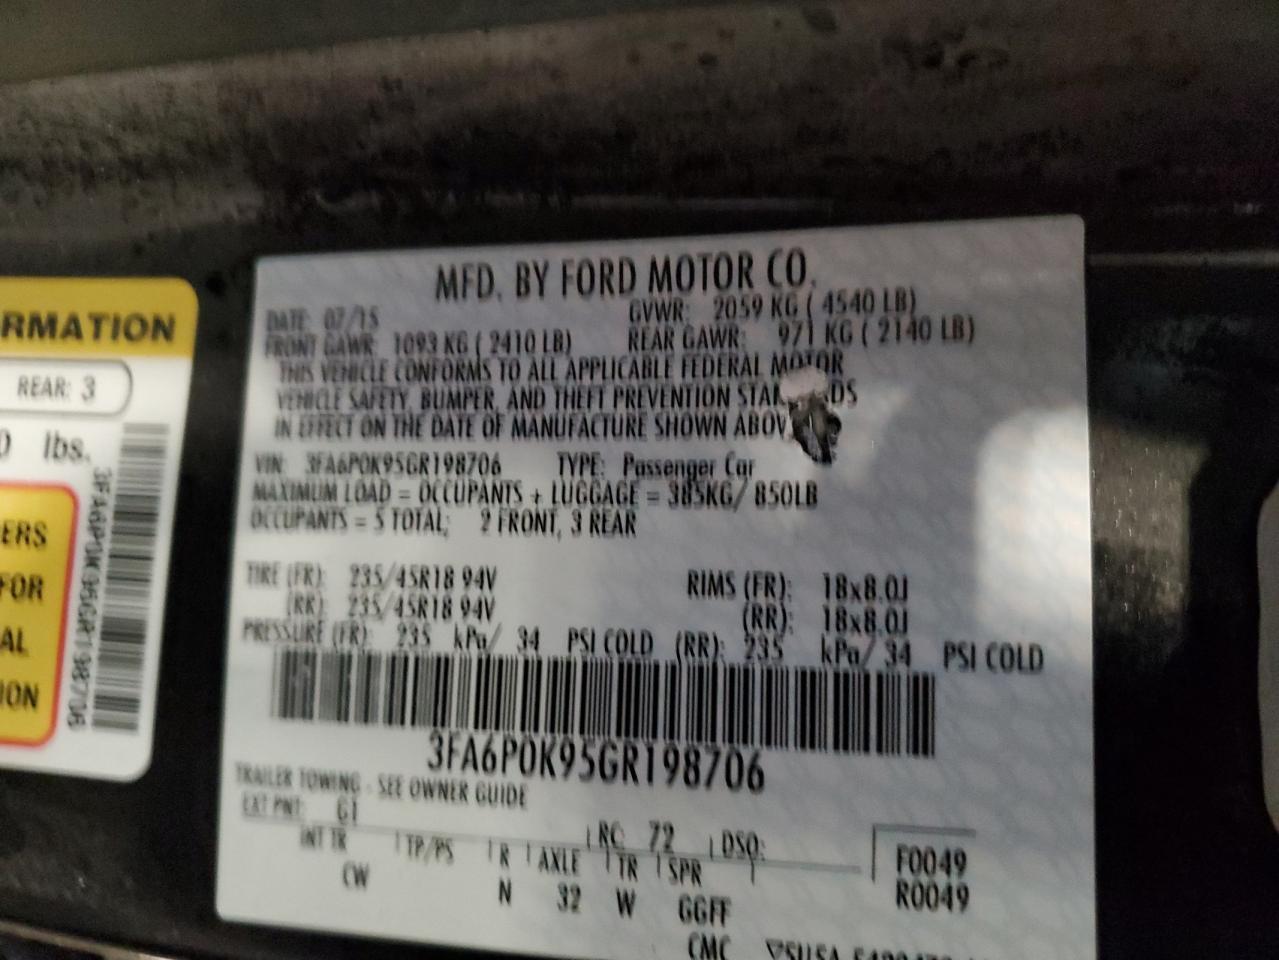 RMATION
REAR: 3
0 lbs.
ERS
FOR
AL
ION
3FA6P0K95GR198706
MFD. BY FORD MOTOR CO.
DATE: 07/15 GVWR: 2059 KG ( 4540 LB)
FRONT GAWR: 1093 KG ( 2410 LB) REAR GAWR: 971 KG ( 2140 LB)
THIS VEHICLE CONFORMS TO ALL APPLICABLE FEDERAL MOTOR
VEHICLE SAFETY, BUMPER, AND THEFT PREVENTION STAN DS
IN EFFECT ON THE DATE OF MANUFACTURE SHOWN ABOV
VIN: 3FA6P0K95GR198706 TYPE: Passenger Car
MAXIMUM LOAD = OCCUPANTS + LUGGAGE = 385KG/ 850LB
OCCUPANTS = 5 TOTAL; 2 FRONT, 3 REAR
TIRE (FR): 235/45R18 94V RIMS (FR): 18x8.0J
(RR): 235/45R18 94V (RR): 18x8.0J
PRESSURE (FR): 235 kPa/ 34 PSI COLD (RR): 235 kPa/ 34 PSI COLD
3FA6P0K95GR198706
TRAILER TOWING - SEE OWNER GUIDE
EXT PNT: G1 RC: 72 DSO:
INT TR TP/PS R AXLE TR SPR F0049
CW N 32 W GGFF R0049
CMC